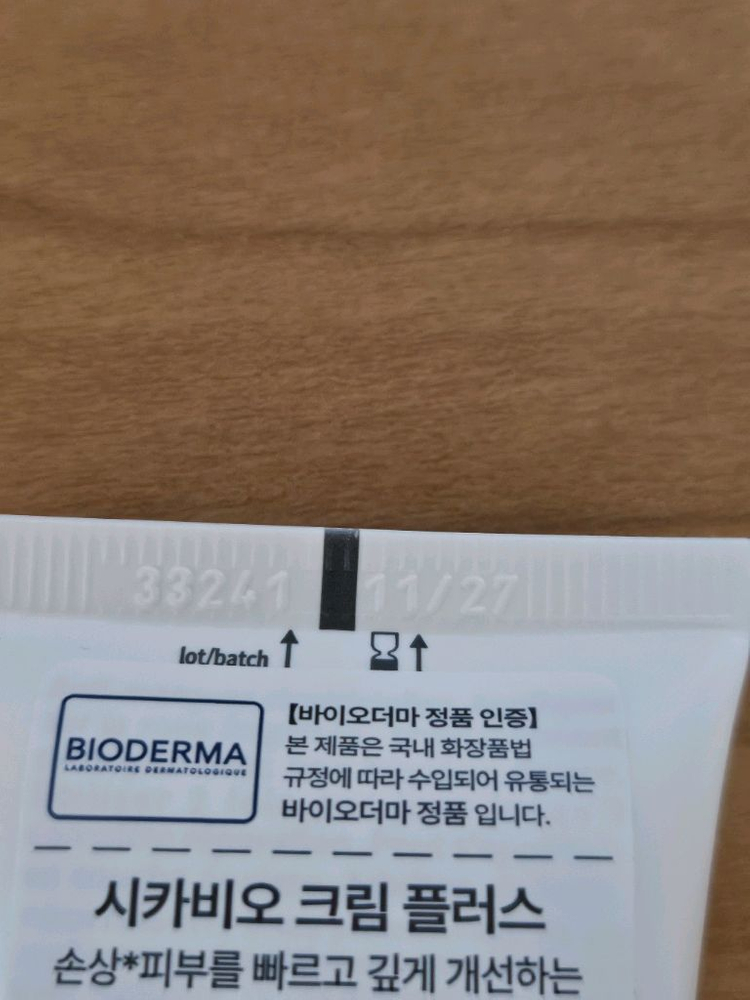 33241 11/27
lot/batch
BIODERMA
LABORATOIRE DERMATOLOGIQUE
【바이오더마 정품 인증】
본 제품은 국내 화장품법
규정에 따라 수입되어 유통되는
바이오더마 정품 입니다.
시카비오 크림 플러스
손상*피부를 빠르고 깊게 개선하는